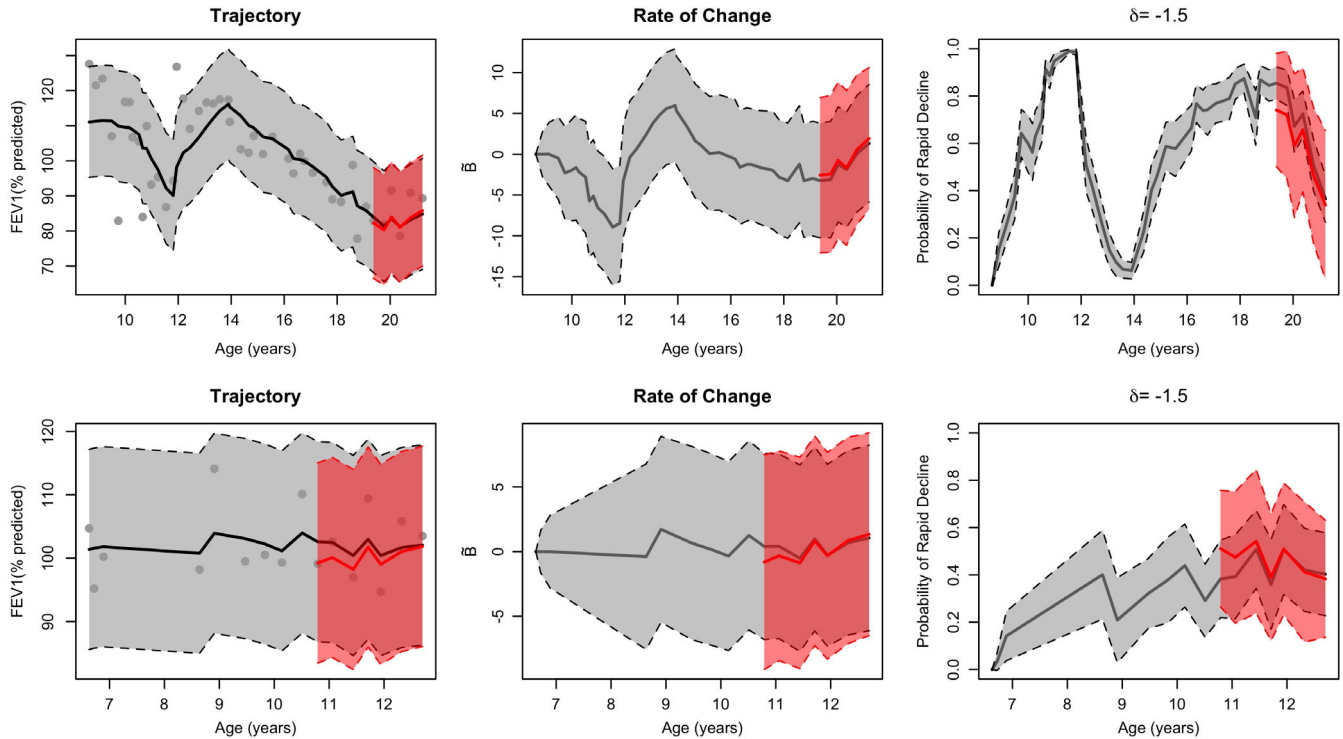 Trajectory
FEV1(% predicted)
120
100
90
80
70
10 12 14 16 18 20
Age (years)
Rate of Change
B̃
10
5
0
-5
-10
-15
10 12 14 16 18 20
Age (years)
δ= -1.5
Probability of Rapid Decline
1.0
0.8
0.6
0.4
0.2
0.0
10 12 14 16 18 20
Age (years)
Trajectory
FEV1(% predicted)
120
110
100
90
7 8 9 10 11 12
Age (years)
Rate of Change
B̃
5
0
-5
7 8 9 10 11 12
Age (years)
δ= -1.5
Probability of Rapid Decline
1.0
0.8
0.6
0.4
0.2
0.0
7 8 9 10 11 12
Age (years)